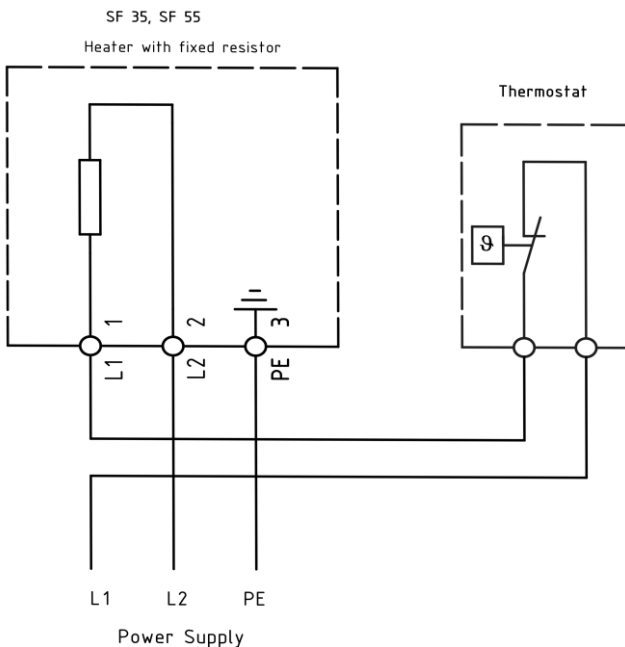 SF 35, SF 55
Heater with fixed resistor
Thermostat
ϑ
1
2
3
L1
L2
PE
L1 L2 PE
Power Supply